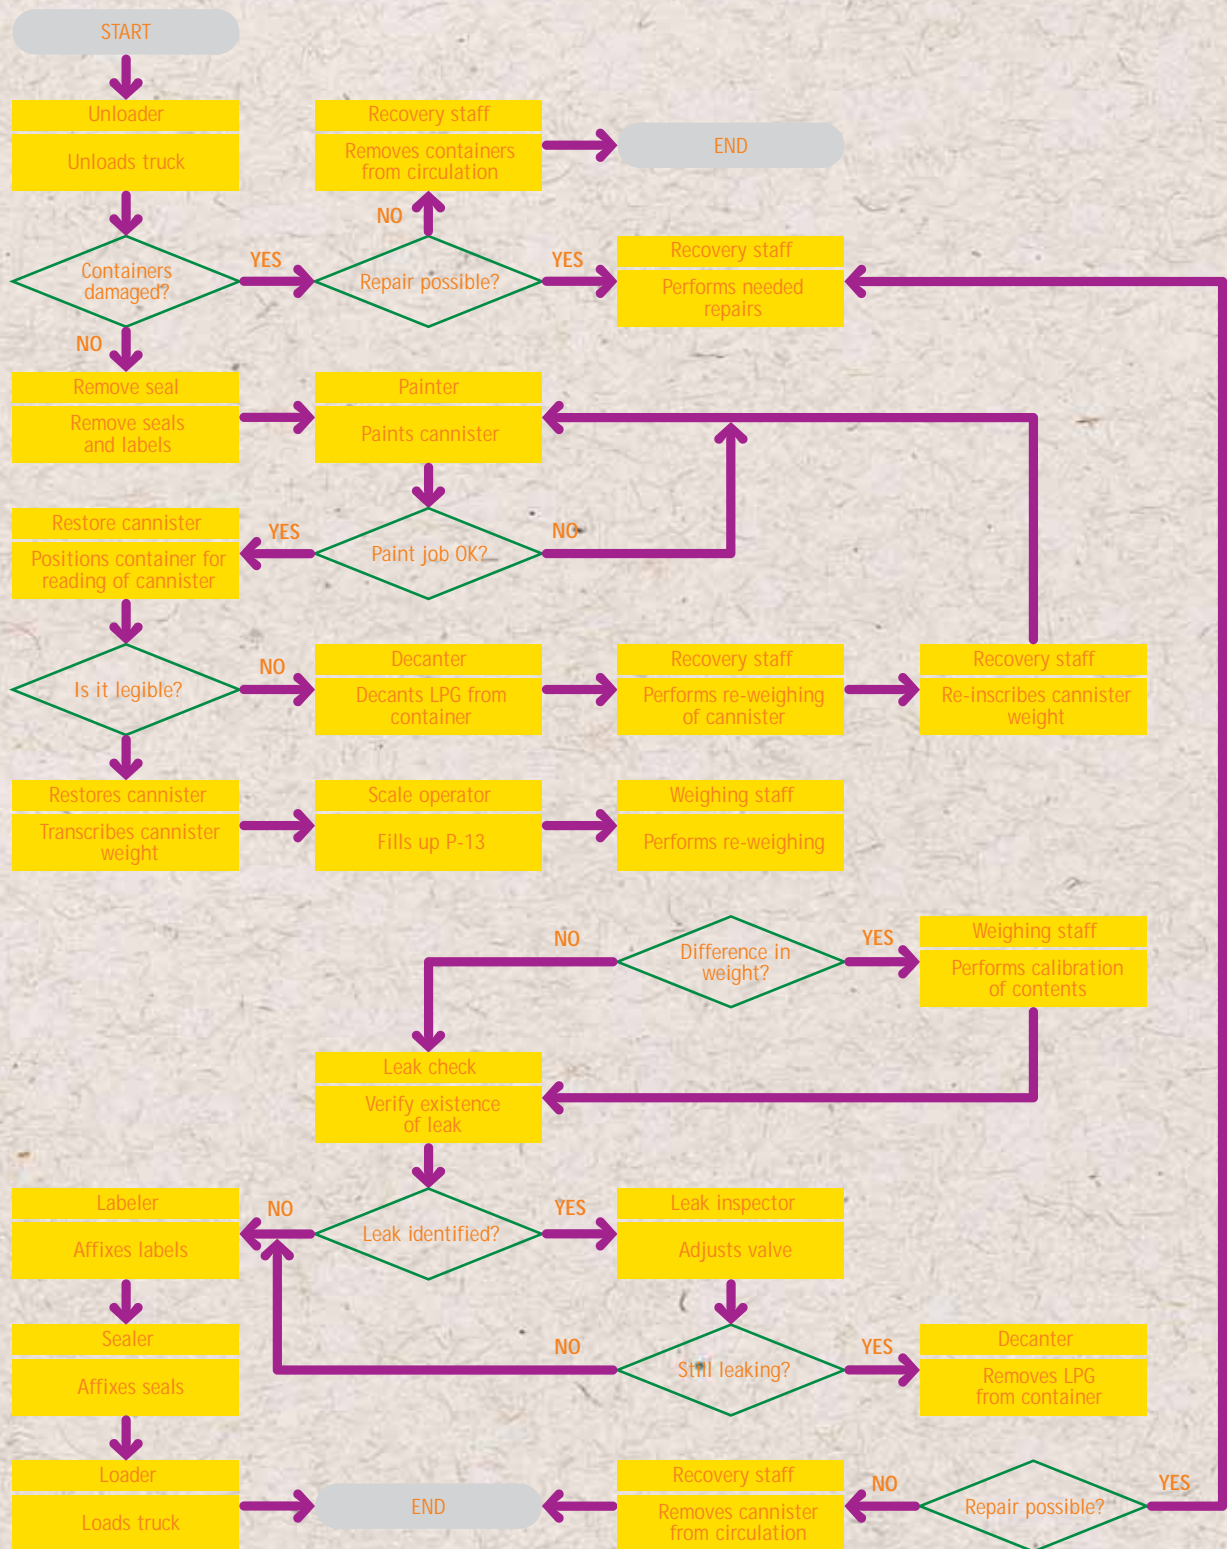 START
Unloader
Unloads truck
Recovery staff
Removes containers
from circulation
END
NO
Containers
damaged?
YES
Repair possible?
YES
Recovery staff
Performs needed
repairs
NO
Remove seal
Remove seals
and labels
Painter
Paints cannister
Restore cannister
Positions container for
reading of cannister
YES
Paint job OK?
NO
Is it legible?
NO
Decanter
Decants LPG from
container
Recovery staff
Performs re-weighing
of cannister
Recovery staff
Re-inscribes cannister
weight
Restores cannister
Transcribes cannister
weight
Scale operator
Fills up P-13
Weighing staff
Performs re-weighing
NO
Difference in
weight?
YES
Weighing staff
Performs calibration
of contents
Leak check
Verify existence
of leak
Labeler
Affixes labels
NO
Leak identified?
YES
Leak inspector
Adjusts valve
Sealer
Affixes seals
NO
Still leaking?
YES
Decanter
Removes LPG
from container
Loader
Loads truck
END
Recovery staff
Removes cannister
from circulation
NO
Repair possible?
YES